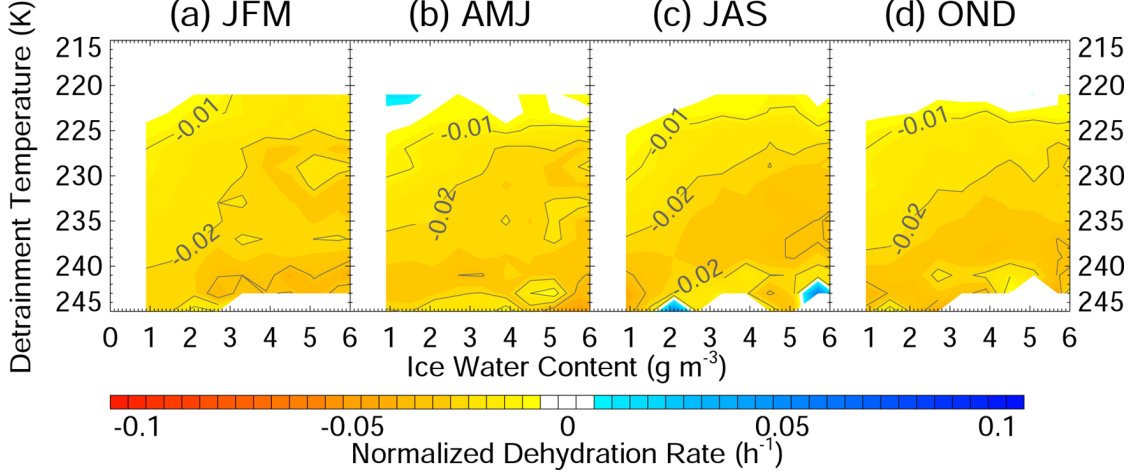 (a) JFM (b) AMJ (c) JAS (d) OND
Detrainment Temperature (K)
215 215
220 220
225 225
230 230
235 235
240 240
245 245
-0.01 -0.01 -0.01 -0.01
-0.02 -0.02 -0.02 -0.02
-0.02
0 1 2 3 4 5 6 1 2 3 4 5 6 1 2 3 4 5 6 1 2 3 4 5 6
Ice Water Content (g m⁻³)
-0.1 -0.05 0 0.05 0.1
Normalized Dehydration Rate (h⁻¹)